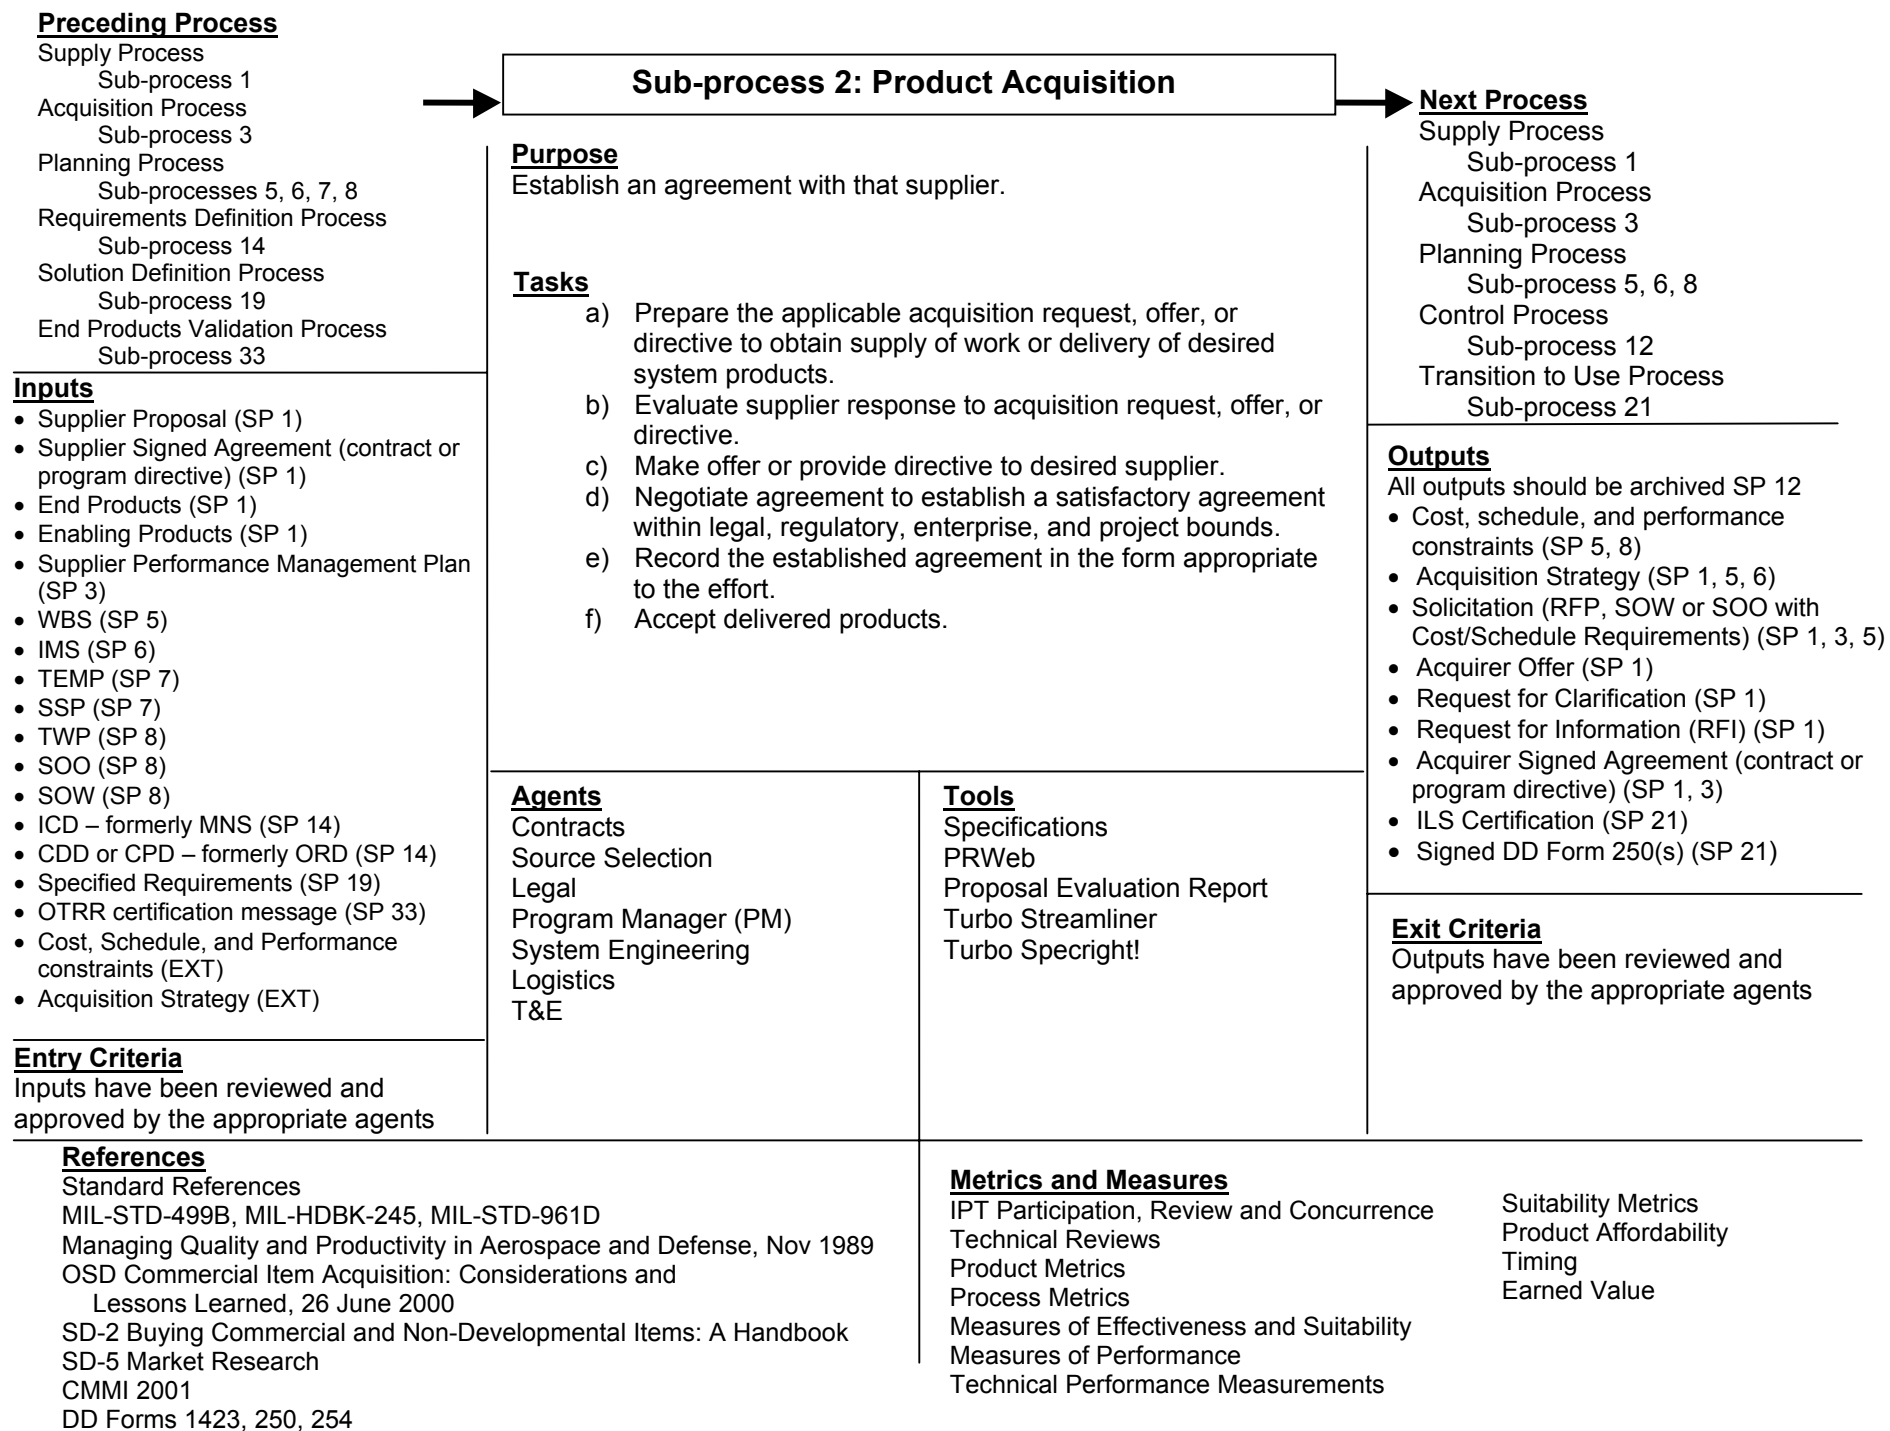 Preceding Process
Supply Process
Sub-process 1
Acquisition Process
Sub-process 3
Planning Process
Sub-processes 5, 6, 7, 8
Requirements Definition Process
Sub-process 14
Solution Definition Process
Sub-process 19
End Products Validation Process
Sub-process 33
Sub-process 2: Product Acquisition
Next Process
Supply Process
Sub-process 1
Acquisition Process
Sub-process 3
Planning Process
Sub-process 5, 6, 8
Control Process
Sub-process 12
Transition to Use Process
Sub-process 21
Purpose
Establish an agreement with that supplier.
Tasks
a) Prepare the applicable acquisition request, offer, or
directive to obtain supply of work or delivery of desired
system products.
b) Evaluate supplier response to acquisition request, offer, or
directive.
c) Make offer or provide directive to desired supplier.
d) Negotiate agreement to establish a satisfactory agreement
within legal, regulatory, enterprise, and project bounds.
e) Record the established agreement in the form appropriate
to the effort.
f) Accept delivered products.
Inputs
• Supplier Proposal (SP 1)
• Supplier Signed Agreement (contract or
program directive) (SP 1)
• End Products (SP 1)
• Enabling Products (SP 1)
• Supplier Performance Management Plan
(SP 3)
• WBS (SP 5)
• IMS (SP 6)
• TEMP (SP 7)
• SSP (SP 7)
• TWP (SP 8)
• SOO (SP 8)
• SOW (SP 8)
• ICD – formerly MNS (SP 14)
• CDD or CPD – formerly ORD (SP 14)
• Specified Requirements (SP 19)
• OTRR certification message (SP 33)
• Cost, Schedule, and Performance
constraints (EXT)
• Acquisition Strategy (EXT)
Entry Criteria
Inputs have been reviewed and
approved by the appropriate agents
Agents
Contracts
Source Selection
Legal
Program Manager (PM)
System Engineering
Logistics
T&E
Tools
Specifications
PRWeb
Proposal Evaluation Report
Turbo Streamliner
Turbo Specright!
Outputs
All outputs should be archived SP 12
• Cost, schedule, and performance
constraints (SP 5, 8)
• Acquisition Strategy (SP 1, 5, 6)
• Solicitation (RFP, SOW or SOO with
Cost/Schedule Requirements) (SP 1, 3, 5)
• Acquirer Offer (SP 1)
• Request for Clarification (SP 1)
• Request for Information (RFI) (SP 1)
• Acquirer Signed Agreement (contract or
program directive) (SP 1, 3)
• ILS Certification (SP 21)
• Signed DD Form 250(s) (SP 21)
Exit Criteria
Outputs have been reviewed and
approved by the appropriate agents
References
Standard References
MIL-STD-499B, MIL-HDBK-245, MIL-STD-961D
Managing Quality and Productivity in Aerospace and Defense, Nov 1989
OSD Commercial Item Acquisition: Considerations and
Lessons Learned, 26 June 2000
SD-2 Buying Commercial and Non-Developmental Items: A Handbook
SD-5 Market Research
CMMI 2001
DD Forms 1423, 250, 254
Metrics and Measures
IPT Participation, Review and Concurrence
Technical Reviews
Product Metrics
Process Metrics
Measures of Effectiveness and Suitability
Measures of Performance
Technical Performance Measurements
Suitability Metrics
Product Affordability
Timing
Earned Value